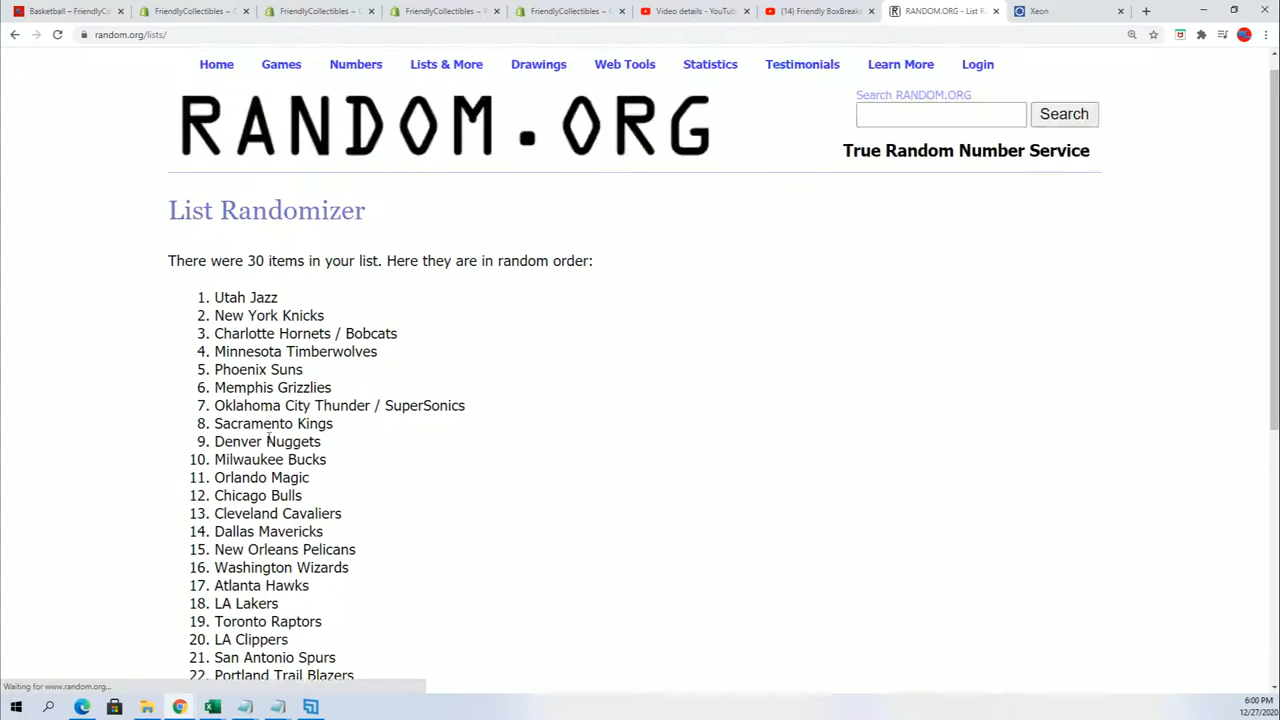 Basketball – FriendlyCo
FriendlyCollectibles ~ C
FriendlyCollectibles ~
FriendlyCollectibles ~
FriendlyCollectibles ~
Video details - YouTub
(14) Friendly BoxBreak
RANDOM.ORG - List R
Xeon
random.org/lists/
Home Games Numbers Lists & More Drawings Web Tools Statistics Testimonials Learn More Login
RANDOM.ORG
Search RANDOM.ORG
Search
True Random Number Service
List Randomizer
There were 30 items in your list. Here they are in random order:
1. Utah Jazz
2. New York Knicks
3. Charlotte Hornets / Bobcats
4. Minnesota Timberwolves
5. Phoenix Suns
6. Memphis Grizzlies
7. Oklahoma City Thunder / SuperSonics
8. Sacramento Kings
9. Denver Nuggets
10. Milwaukee Bucks
11. Orlando Magic
12. Chicago Bulls
13. Cleveland Cavaliers
14. Dallas Mavericks
15. New Orleans Pelicans
16. Washington Wizards
17. Atlanta Hawks
18. LA Lakers
19. Toronto Raptors
20. LA Clippers
21. San Antonio Spurs
22. Portland Trail Blazers
Waiting for www.random.org...
6:00 PM
12/27/2020